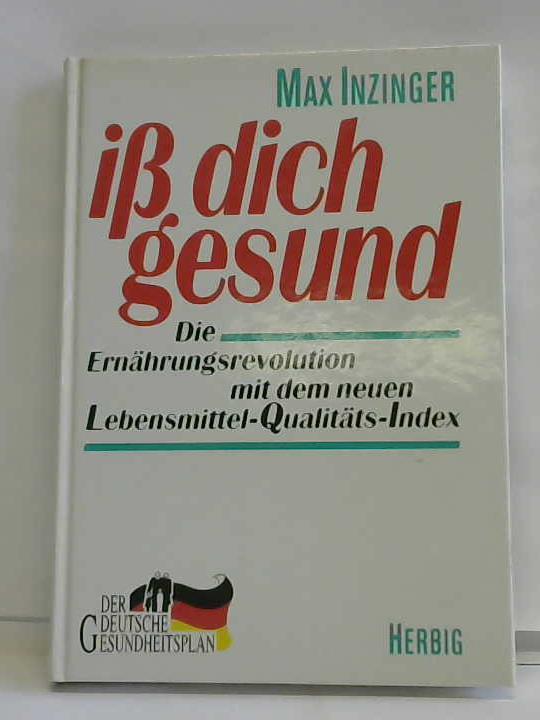 MAX INZINGER
iß dich
gesund
Die
Ernährungsrevolution
mit dem neuen
Lebensmittel-Qualitäts-Index
DER
DEUTSCHE
GESUNDHEITSPLAN
HERBIG